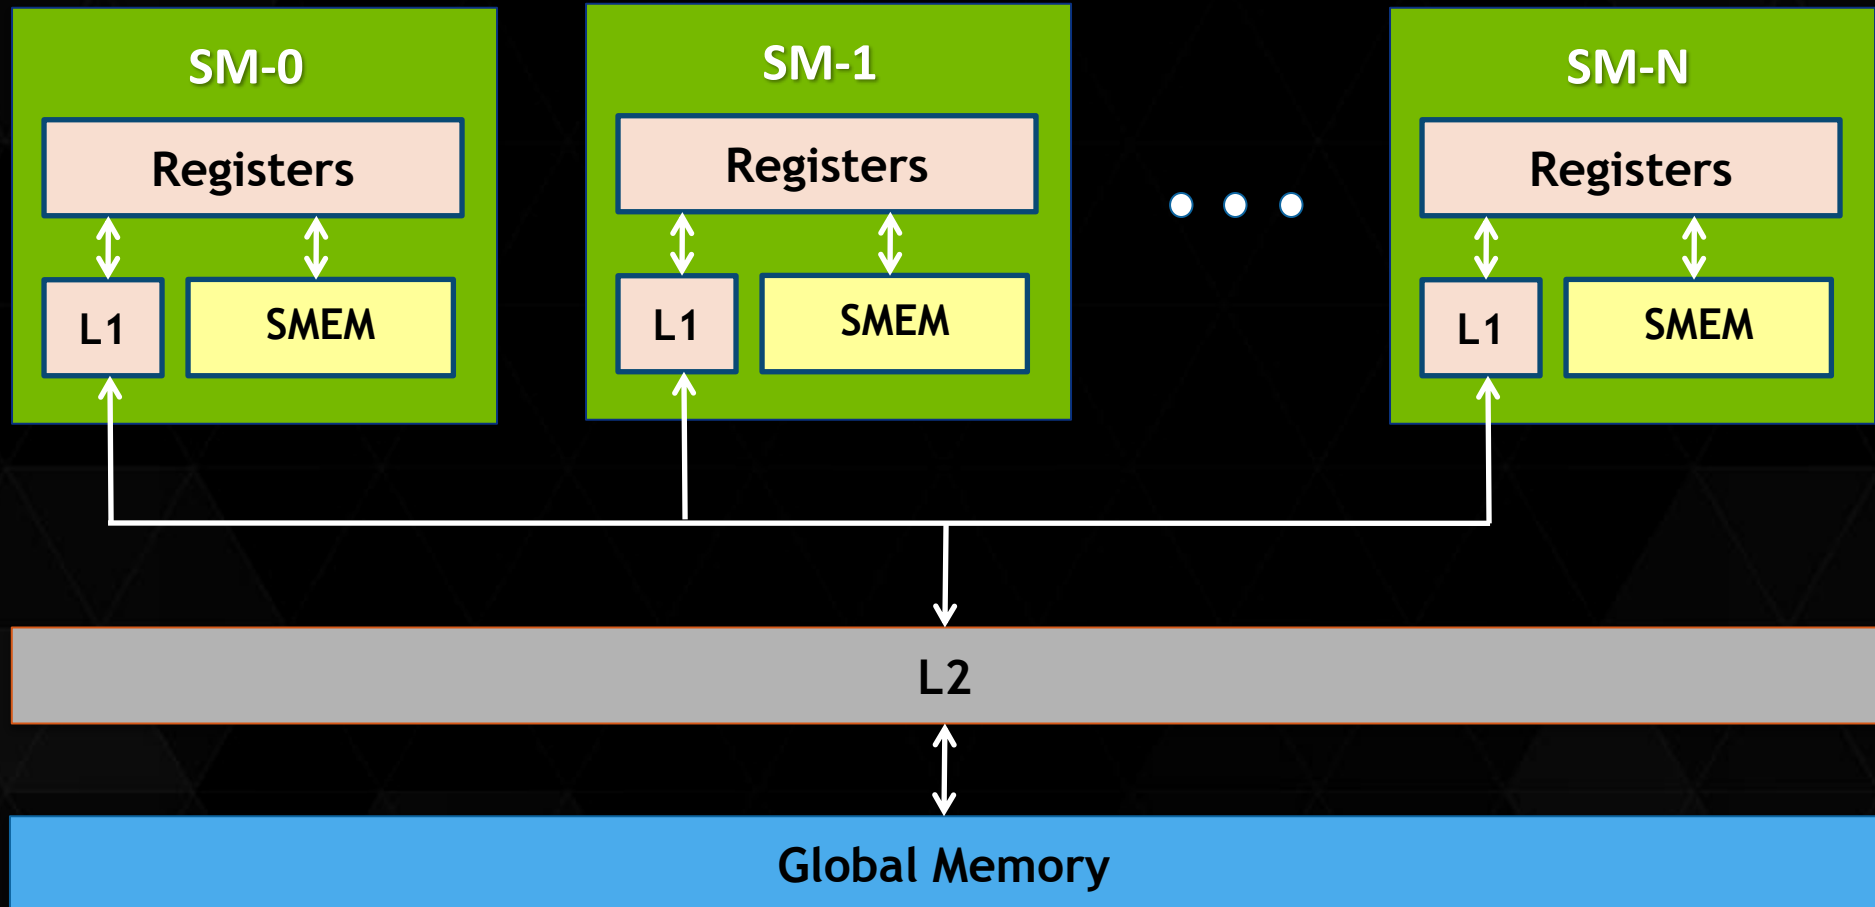 SM-0
Registers
L1
SMEM
SM-1
Registers
L1
SMEM
SM-N
Registers
L1
SMEM
L2
Global Memory